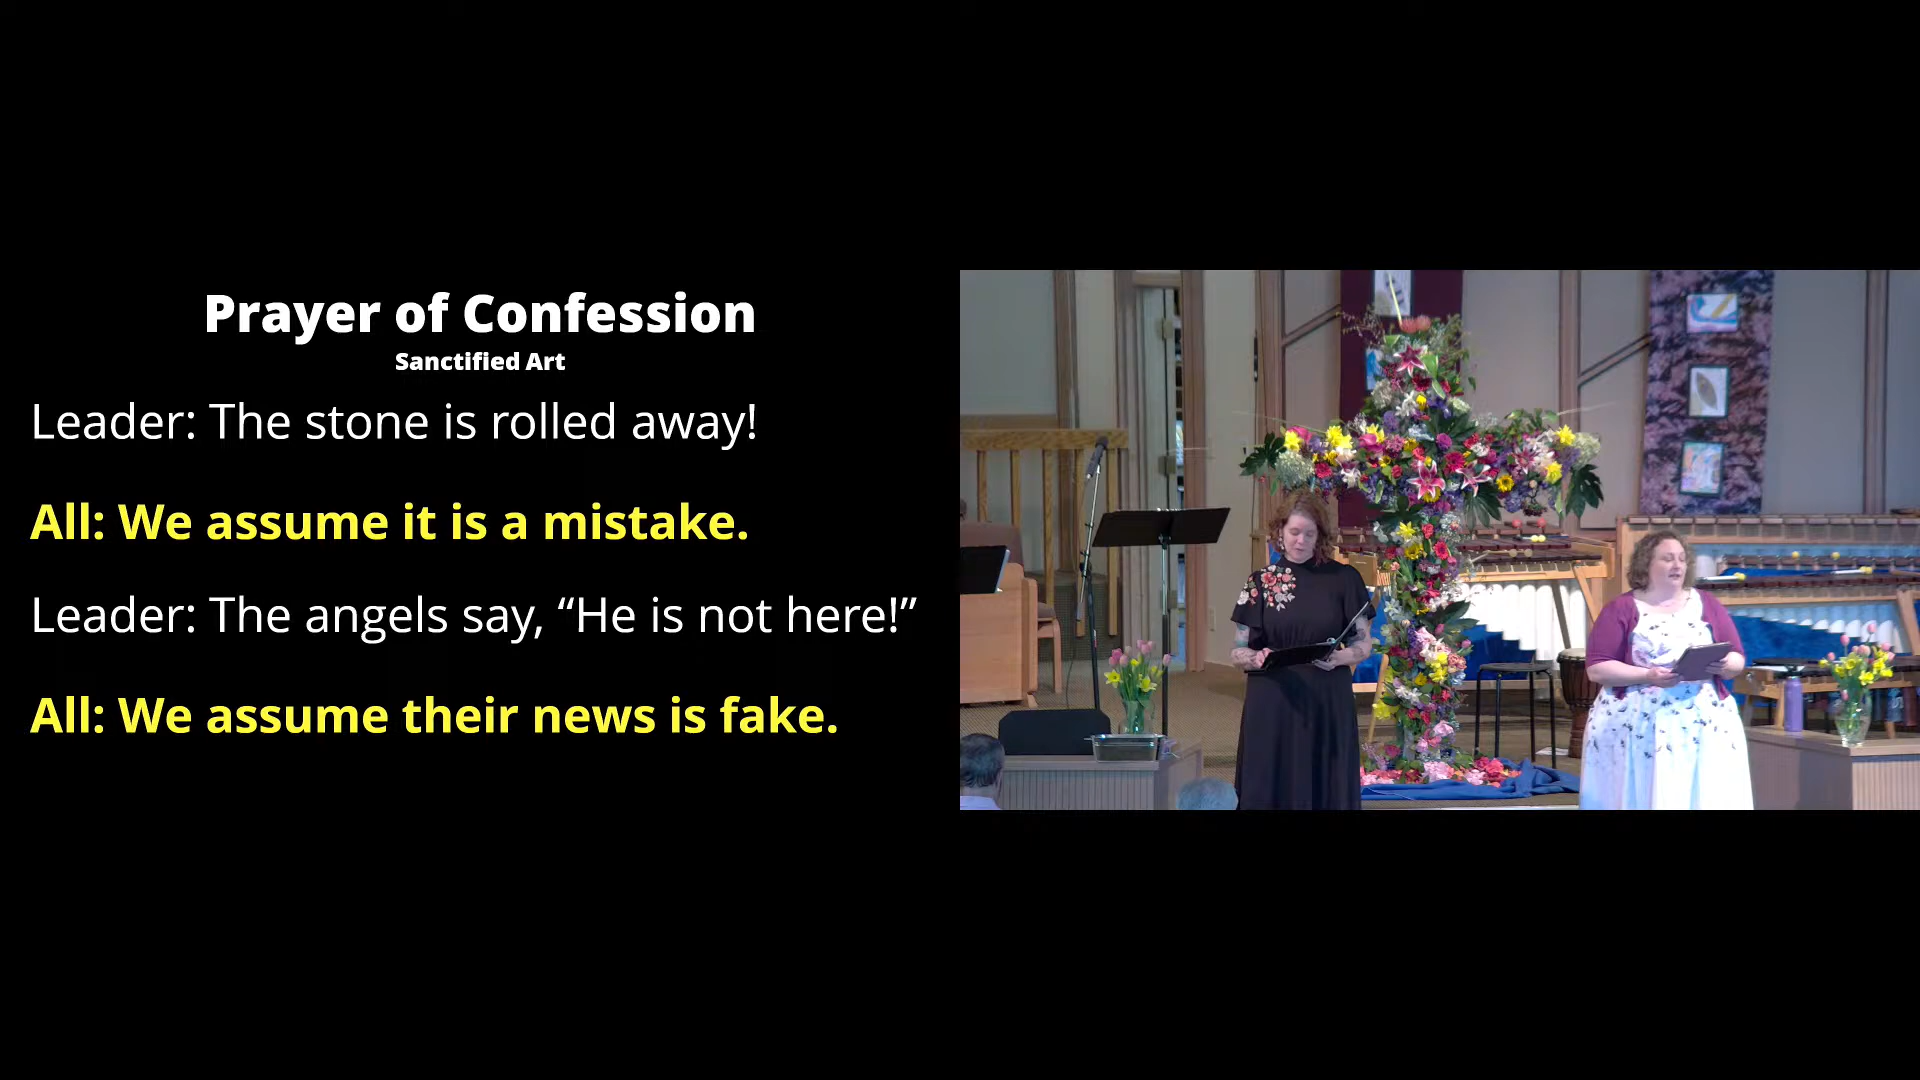 Prayer of Confession
Sanctified Art
Leader: The stone is rolled away!
All: We assume it is a mistake.
Leader: The angels say, “He is not here!”
All: We assume their news is fake.